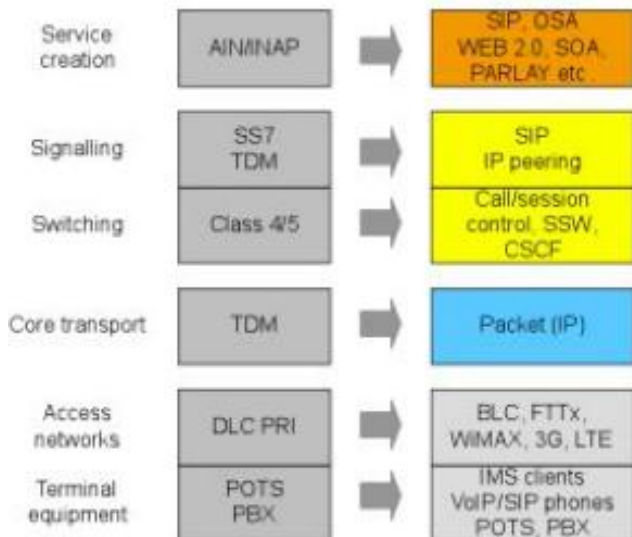 Service
creation
AIN/INAP
SIP, OSA
WEB 2.0, SOA,
PARLAY etc
Signalling
SS7
TDM
SIP
IP peering
Switching
Class 4/5
Call/session
control, SSW,
CSCF
Core transport
TDM
Packet (IP)
Access
networks
DLC PRI
BLC, FTTx,
WiMAX, 3G, LTE
Terminal
equipment
POTS
PBX
IMS clients
VoIP/SIP phones
POTS, PBX